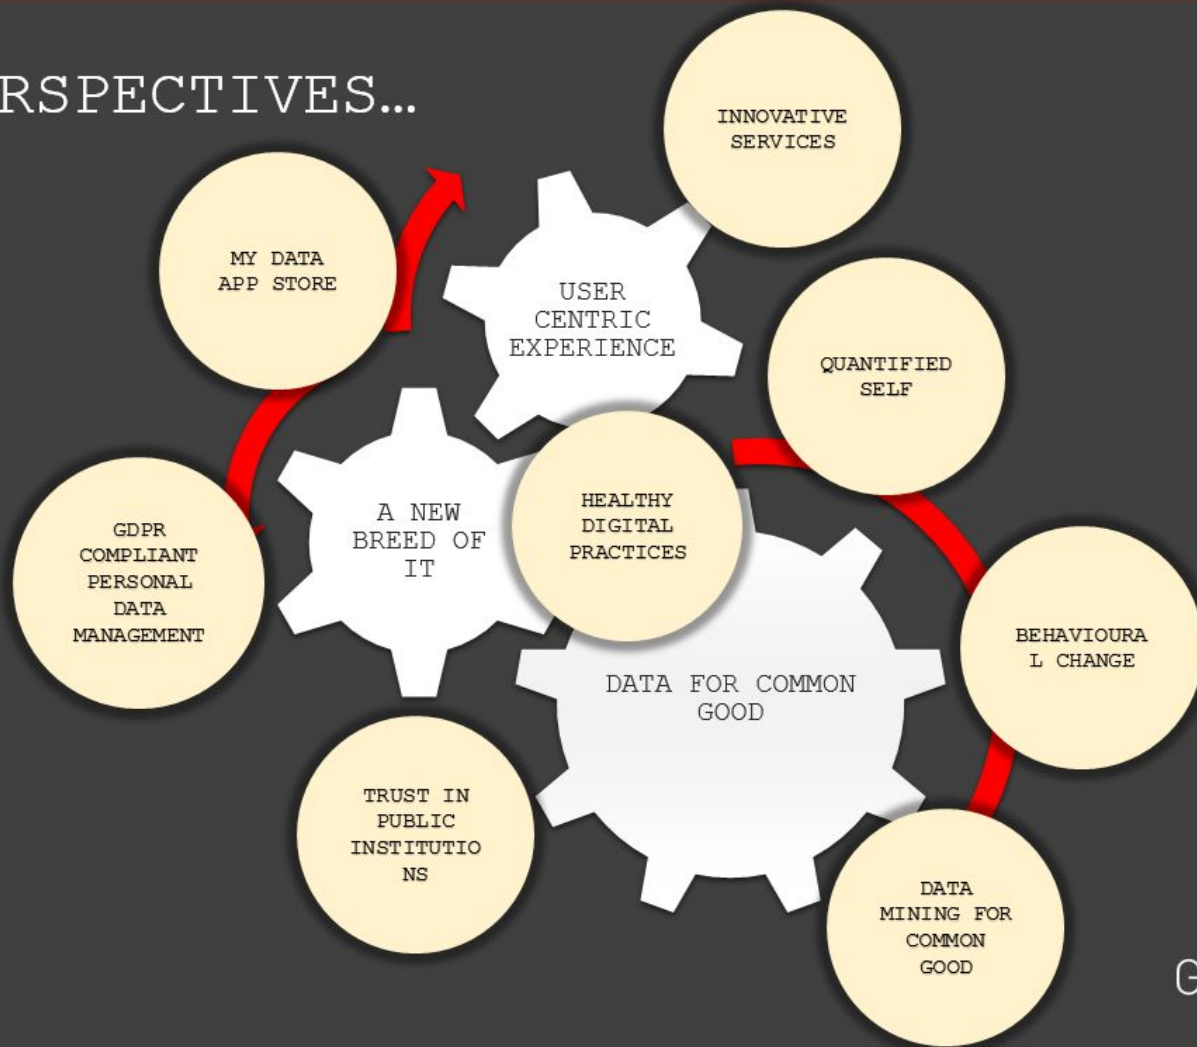 RSPECTIVES…
INNOVATIVE
SERVICES
MY DATA
APP STORE
USER
CENTRIC
EXPERIENCE
QUANTIFIED
SELF
HEALTHY
DIGITAL
PRACTICES
A NEW
BREED OF
IT
GDPR
COMPLIANT
PERSONAL
DATA
MANAGEMENT
BEHAVIOURA
L CHANGE
DATA FOR COMMON
GOOD
TRUST IN
PUBLIC
INSTITUTIO
NS
DATA
MINING FOR
COMMON
GOOD
G